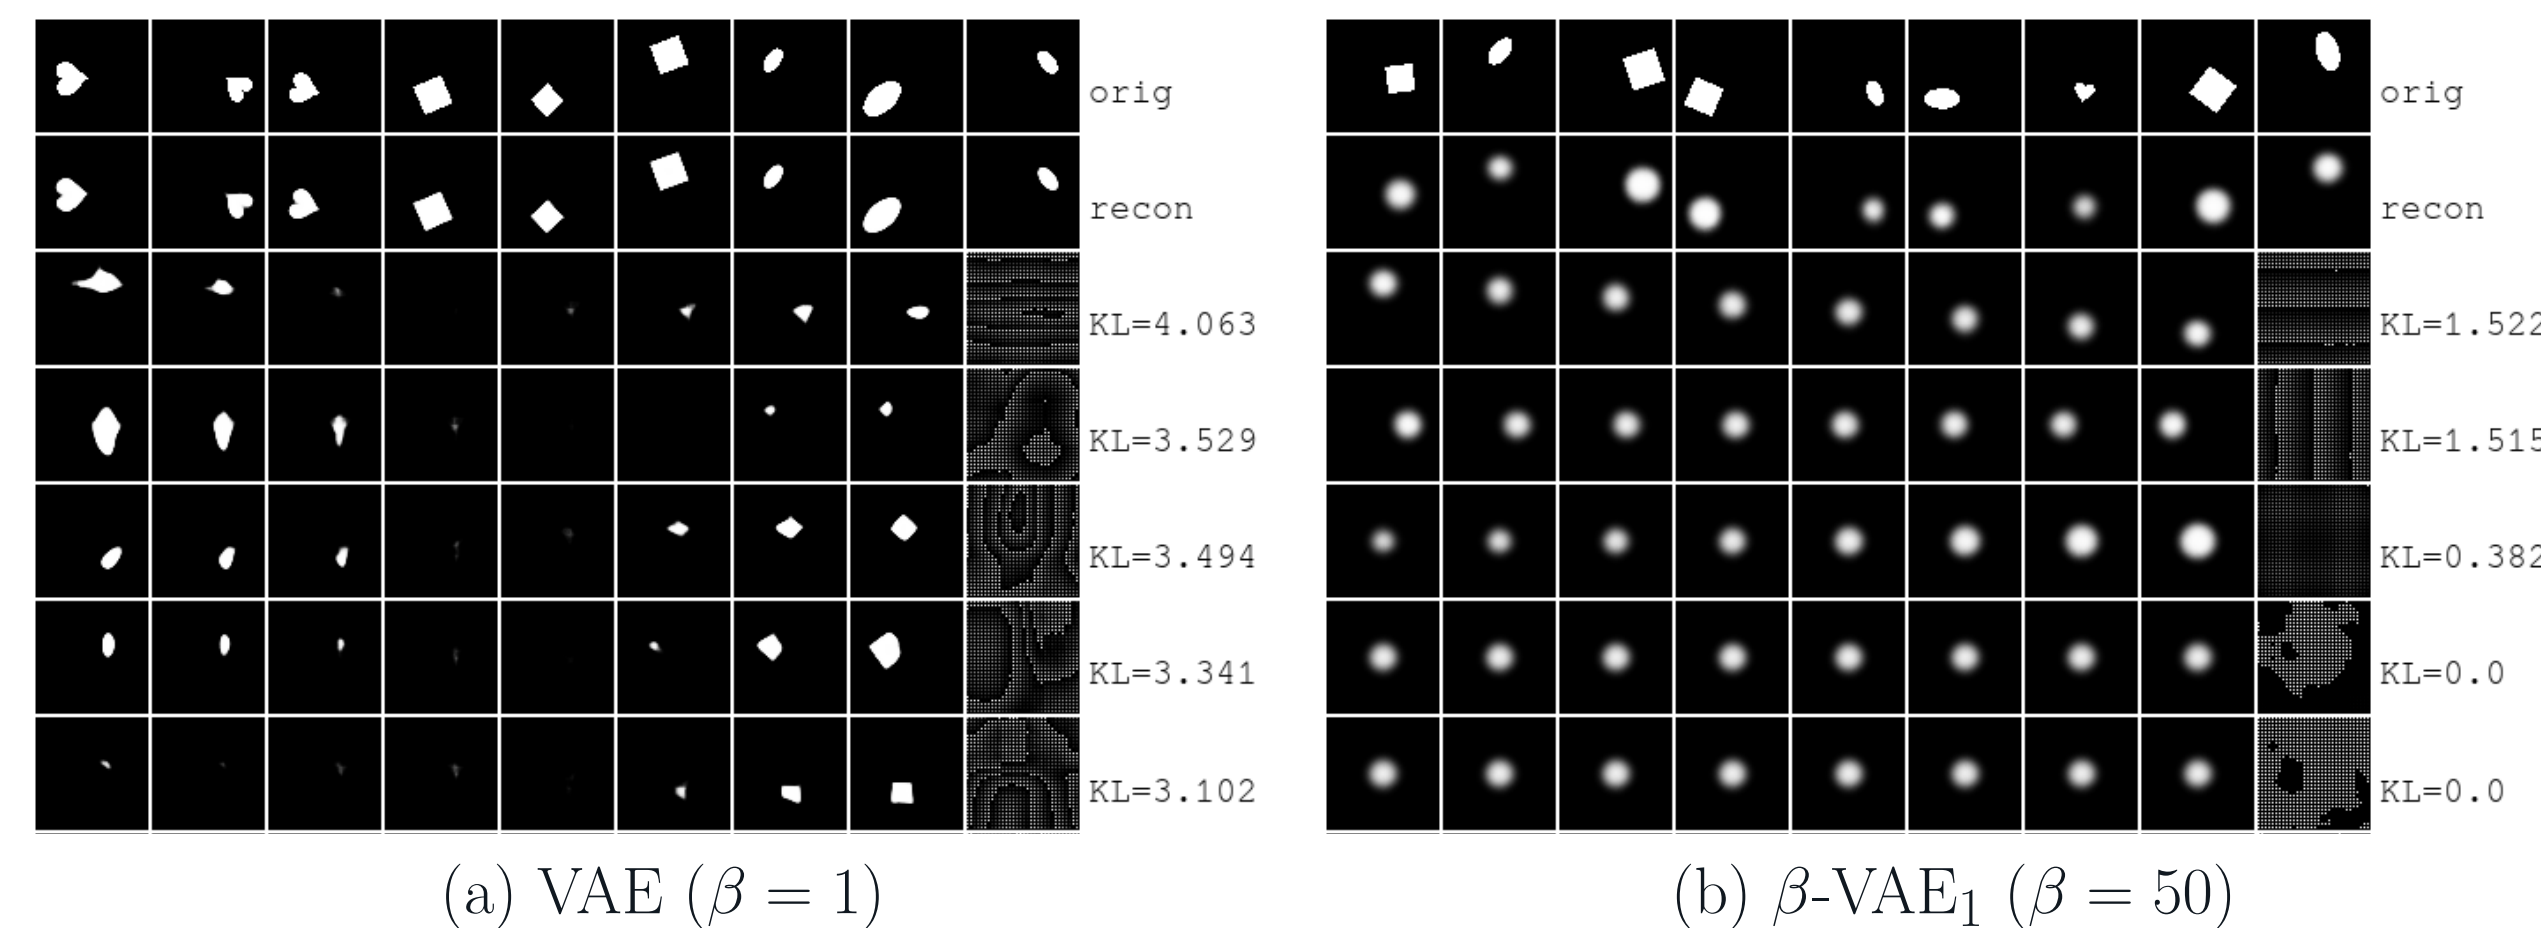 orig
recon
KL=4.063
KL=3.529
KL=3.494
KL=3.341
KL=3.102
(a) VAE (β = 1)
orig
recon
KL=1.522
KL=1.515
KL=0.382
KL=0.0
KL=0.0
(b) β-VAE₁ (β = 50)